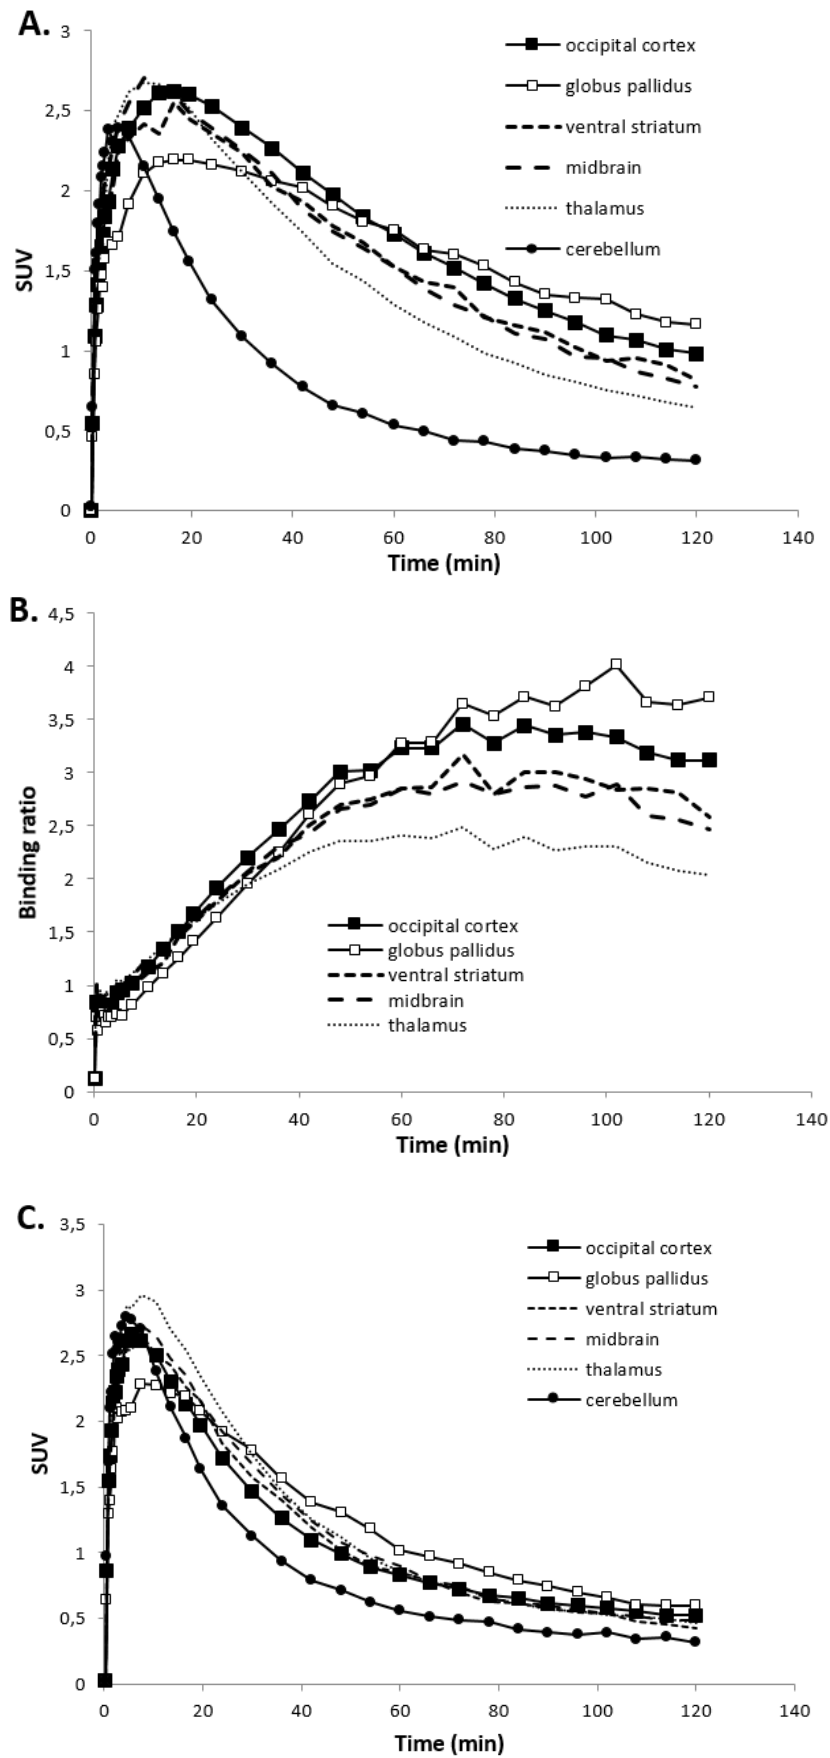 A.
3
2,5
2
1,5
1
0,5
0
SUV
occipital cortex
globus pallidus
ventral striatum
midbrain
thalamus
cerebellum
0 20 40 60 80 100 120 140
Time (min)
B.
4,5
4
3,5
3
2,5
2
1,5
1
0,5
0
Binding ratio
occipital cortex
globus pallidus
ventral striatum
midbrain
thalamus
0 20 40 60 80 100 120 140
Time (min)
C.
3,5
3
2,5
2
1,5
1
0,5
0
SUV
occipital cortex
globus pallidus
ventral striatum
midbrain
thalamus
cerebellum
0 20 40 60 80 100 120 140
Time (min)